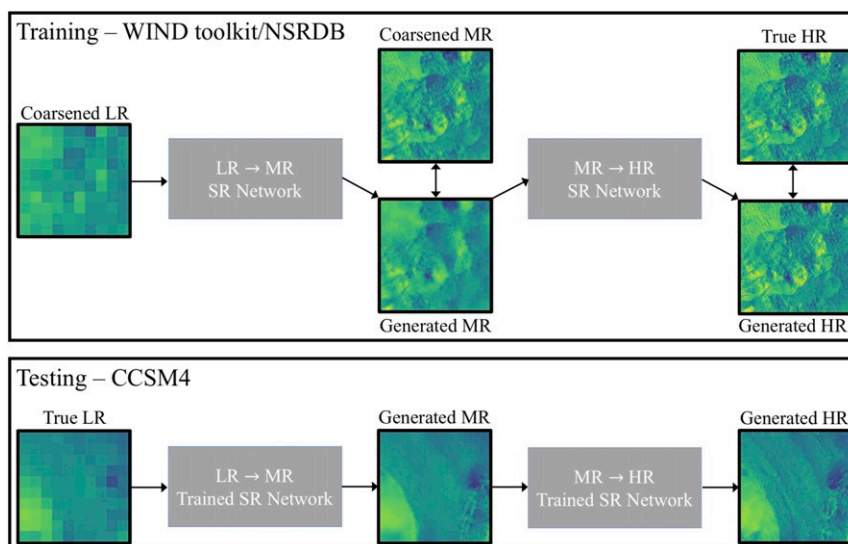 Training – WIND toolkit/NSRDB
Coarsened MR
True HR
Coarsened LR
LR → MR
SR Network
MR → HR
SR Network
Generated MR
Generated HR
Testing – CCSM4
True LR
Generated MR
Generated HR
LR → MR
Trained SR Network
MR → HR
Trained SR Network